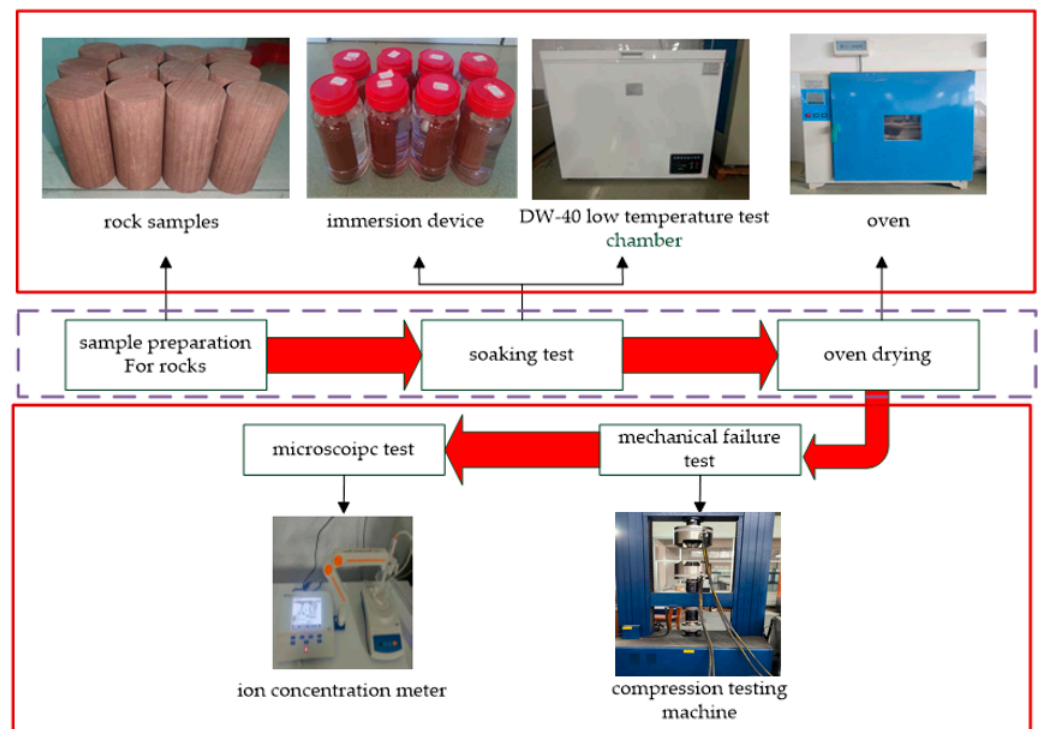 rock samples
immersion device
DW-40 low temperature test
chamber
oven
sample preparation
For rocks
soaking test
oven drying
microscoipc test
mechanical failure
test
ion concentration meter
compression testing
machine